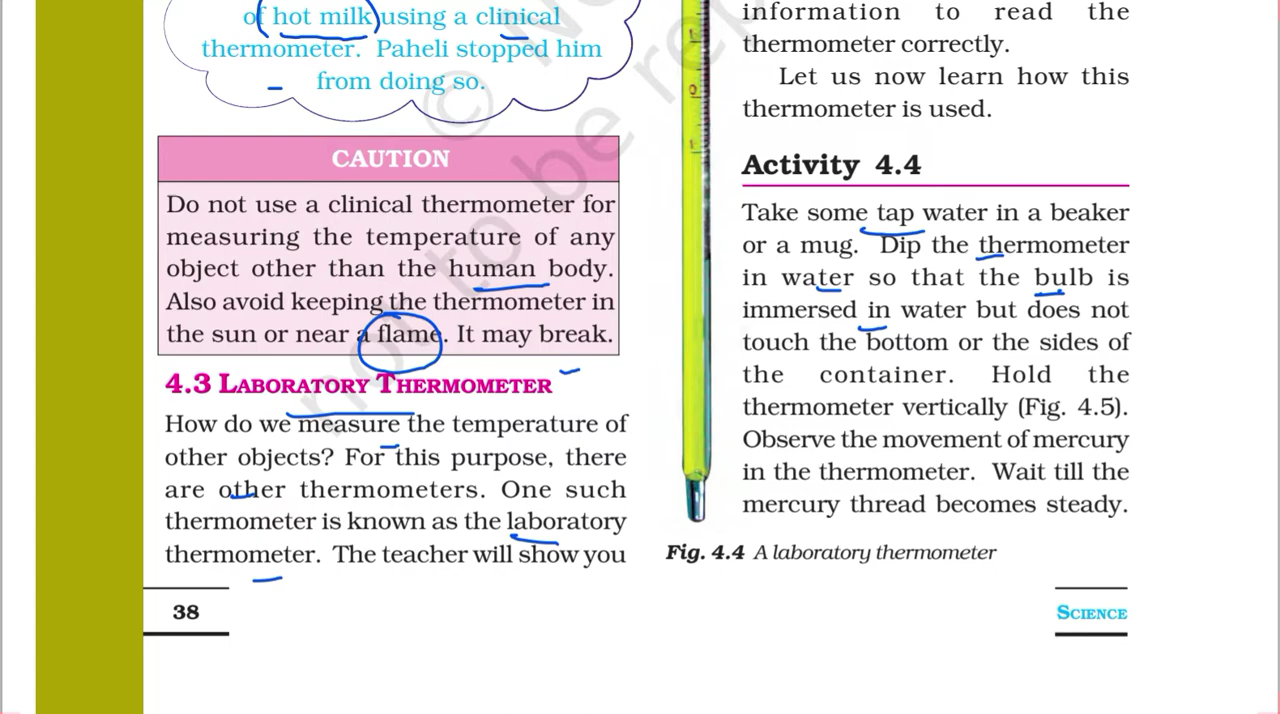 of hot milk using a clinical
thermometer. Paheli stopped him
from doing so.
CAUTION
Do not use a clinical thermometer for
measuring the temperature of any
object other than the human body.
Also avoid keeping the thermometer in
the sun or near a flame. It may break.
4.3 LABORATORY THERMOMETER
How do we measure the temperature of
other objects? For this purpose, there
are other thermometers. One such
thermometer is known as the laboratory
thermometer. The teacher will show you
38
information to read the
thermometer correctly.
Let us now learn how this
thermometer is used.
Activity 4.4
Take some tap water in a beaker
or a mug. Dip the thermometer
in water so that the bulb is
immersed in water but does not
touch the bottom or the sides of
the container. Hold the
thermometer vertically (Fig. 4.5).
Observe the movement of mercury
in the thermometer. Wait till the
mercury thread becomes steady.
Fig. 4.4 A laboratory thermometer
SCIENCE
not to be re